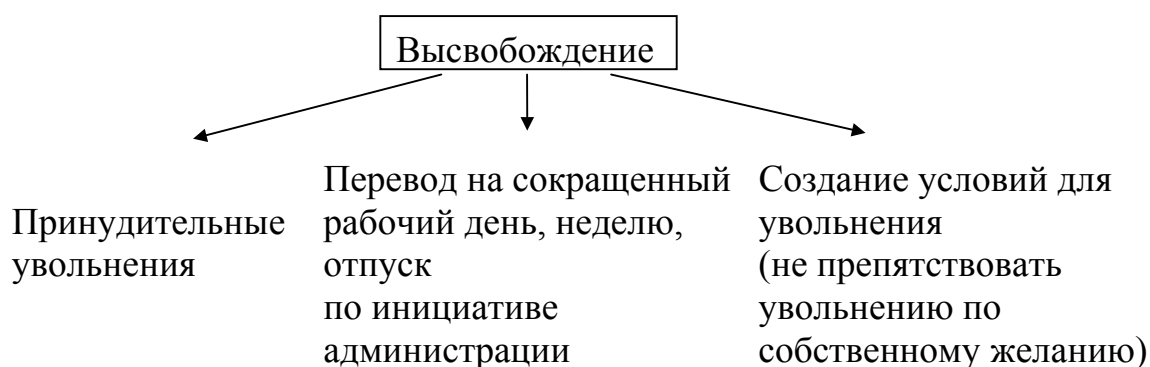 Высвобождение
Принудительные
увольнения
Перевод на сокращенный
рабочий день, неделю,
отпуск
по инициативе
администрации
Создание условий для
увольнения
(не препятствовать
увольнению по
собственному желанию)